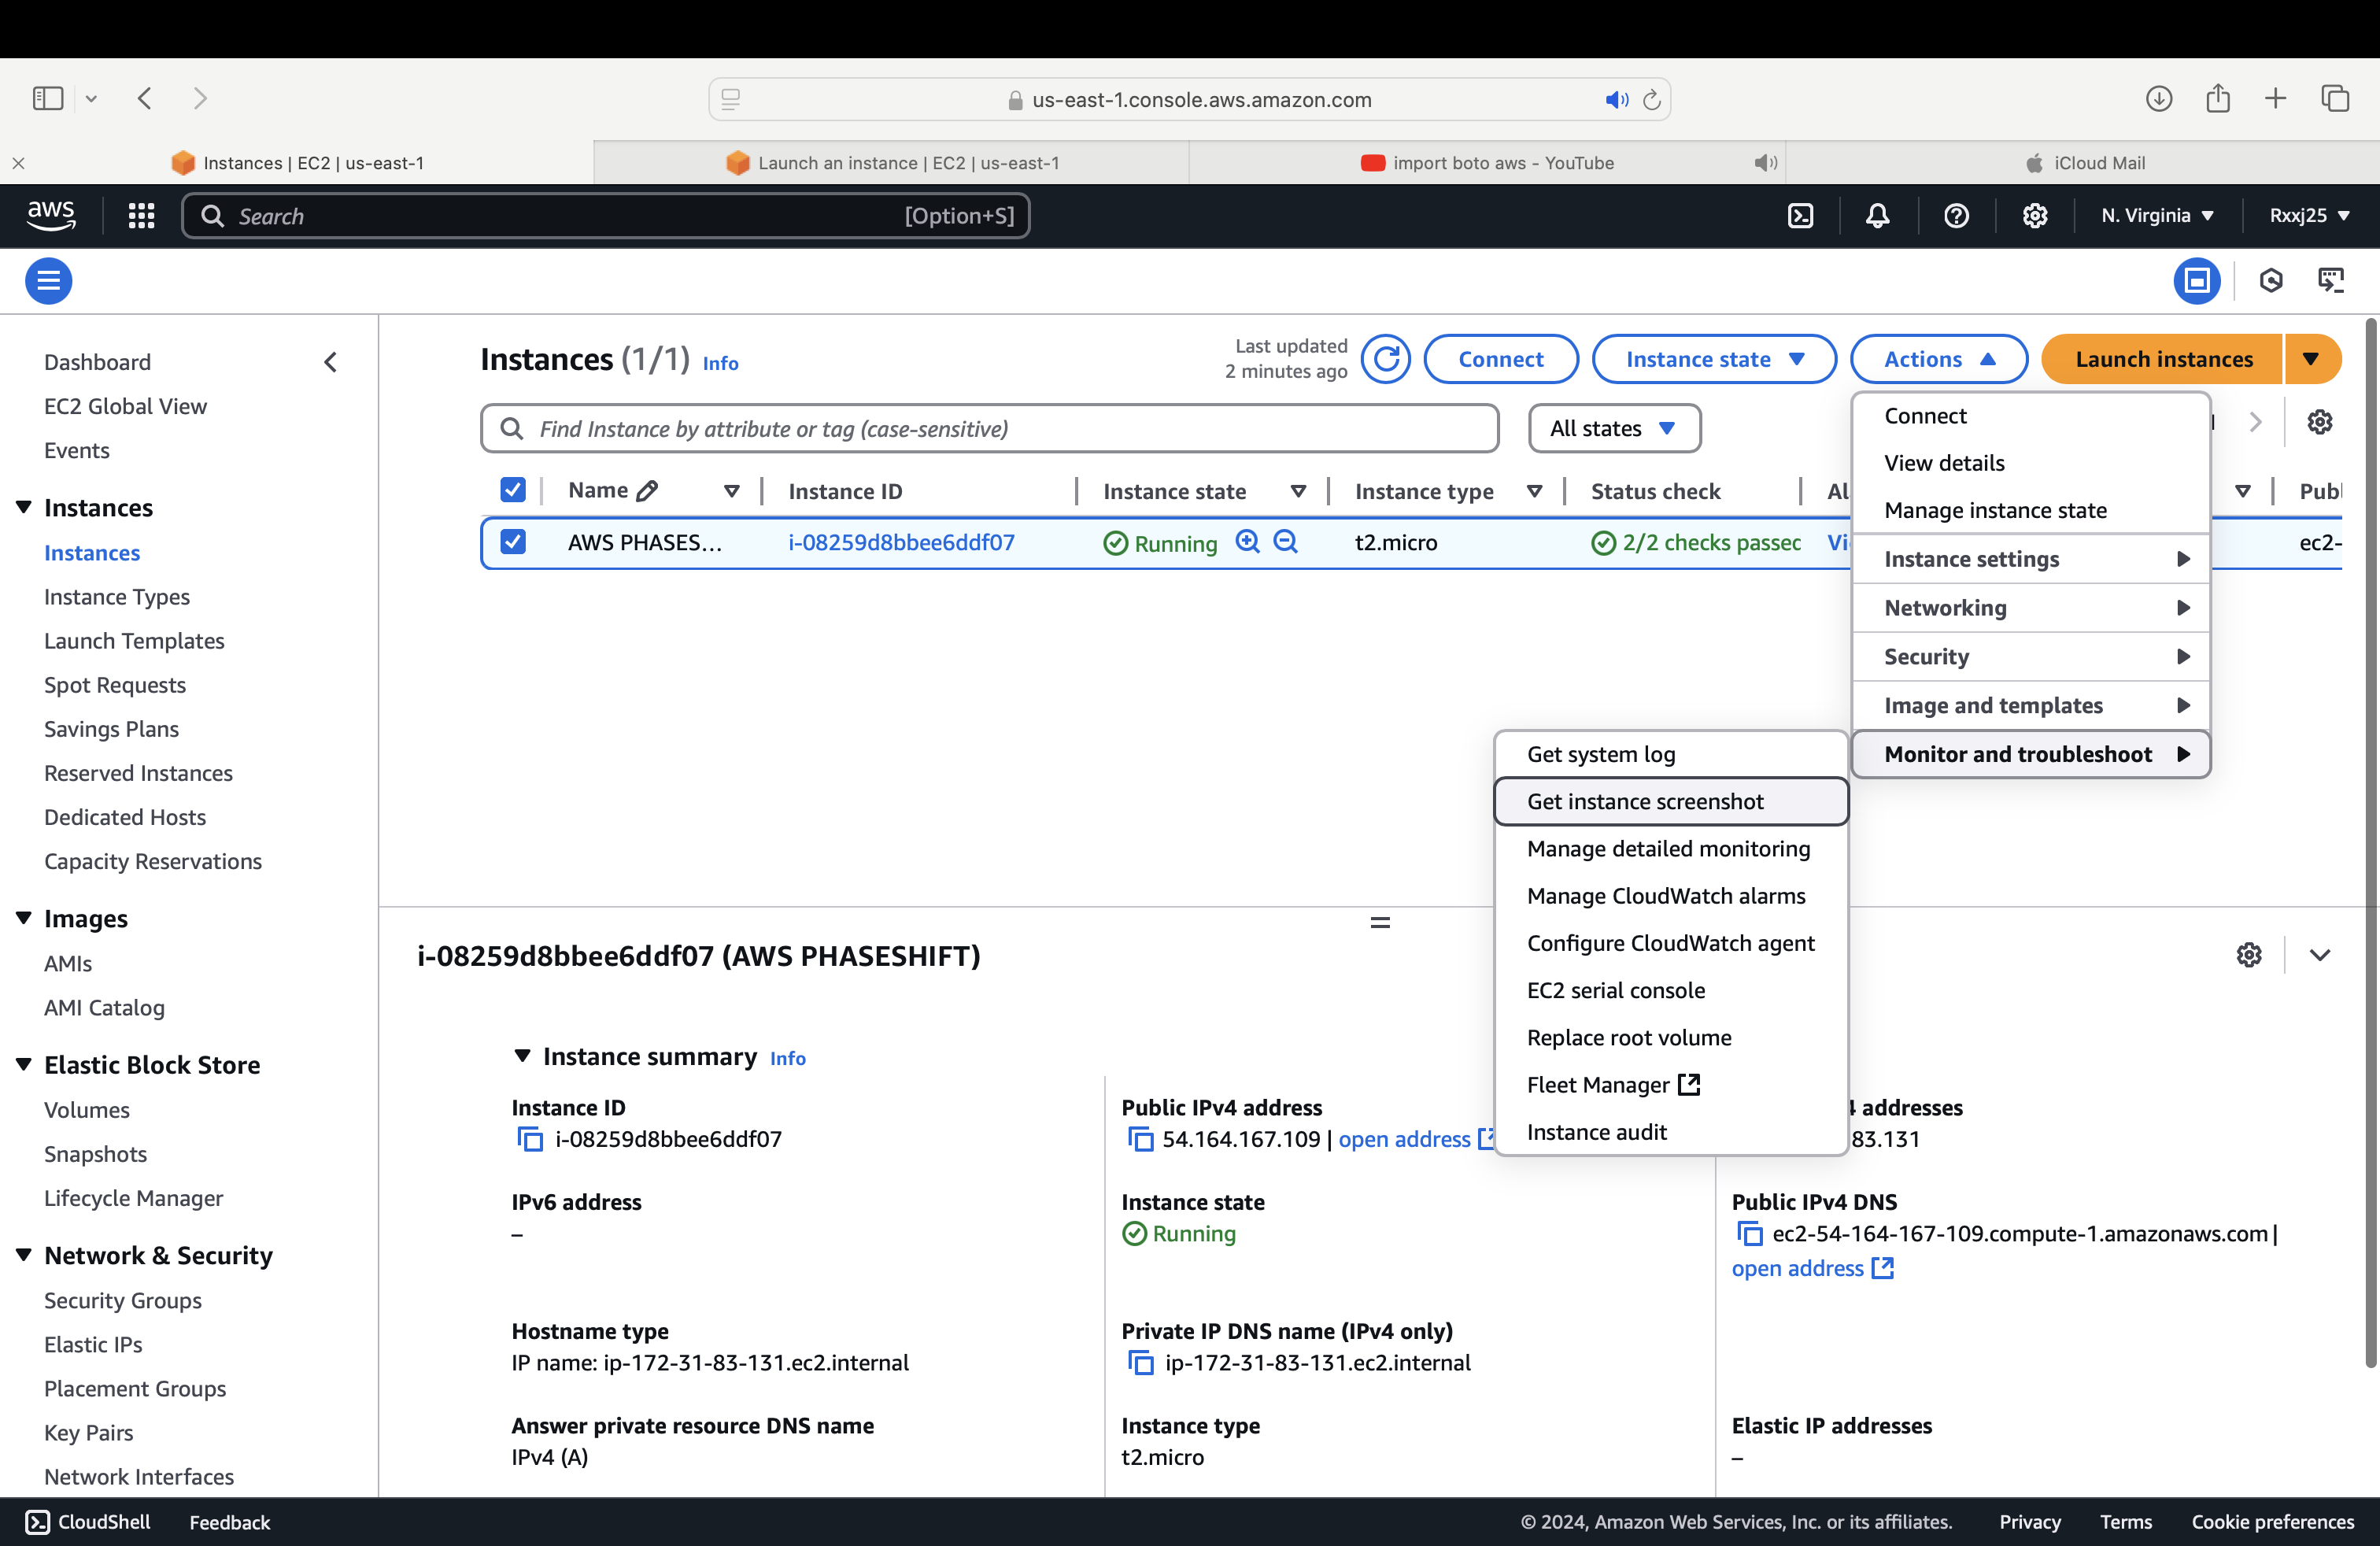 us-east-1.console.aws.amazon.com
Instances | EC2 | us-east-1
Launch an instance | EC2 | us-east-1
import boto aws - YouTube
iCloud Mail
aws
Search
[Option+S]
N. Virginia
Rxxj25
Dashboard
EC2 Global View
Events
Instances
Instances
Instance Types
Launch Templates
Spot Requests
Savings Plans
Reserved Instances
Dedicated Hosts
Capacity Reservations
Images
AMIs
AMI Catalog
Elastic Block Store
Volumes
Snapshots
Lifecycle Manager
Network & Security
Security Groups
Elastic IPs
Placement Groups
Key Pairs
Network Interfaces
Instances (1/1) Info
Last updated
2 minutes ago
Connect
Instance state
Actions
Launch instances
Find Instance by attribute or tag (case-sensitive)
All states
Name
Instance ID
Instance state
Instance type
Status check
Al
Publ
AWS PHASES...
i-08259d8bbee6ddf07
Running
t2.micro
2/2 checks passec
Vi
ec2-
Connect
View details
Manage instance state
Instance settings
Networking
Security
Image and templates
Monitor and troubleshoot
Get system log
Get instance screenshot
Manage detailed monitoring
Manage CloudWatch alarms
Configure CloudWatch agent
EC2 serial console
Replace root volume
Fleet Manager
Instance audit
i-08259d8bbee6ddf07 (AWS PHASESHIFT)
Instance summary Info
Instance ID
i-08259d8bbee6ddf07
Public IPv4 address
54.164.167.109 | open address
4 addresses
83.131
IPv6 address
–
Instance state
Running
Public IPv4 DNS
ec2-54-164-167-109.compute-1.amazonaws.com |
open address
Hostname type
IP name: ip-172-31-83-131.ec2.internal
Private IP DNS name (IPv4 only)
ip-172-31-83-131.ec2.internal
Answer private resource DNS name
IPv4 (A)
Instance type
t2.micro
Elastic IP addresses
–
CloudShell
Feedback
© 2024, Amazon Web Services, Inc. or its affiliates.
Privacy
Terms
Cookie preferences